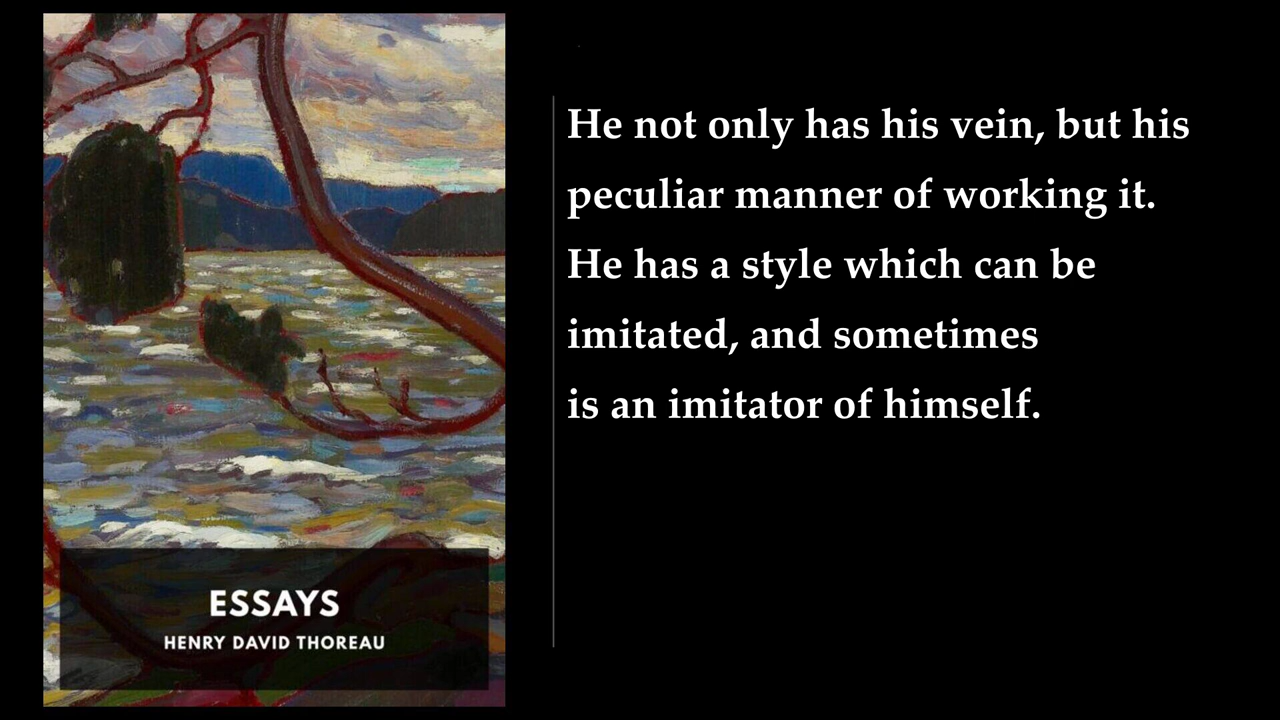 He not only has his vein, but his
peculiar manner of working it.
He has a style which can be
imitated, and sometimes
is an imitator of himself.
ESSAYS
HENRY DAVID THOREAU